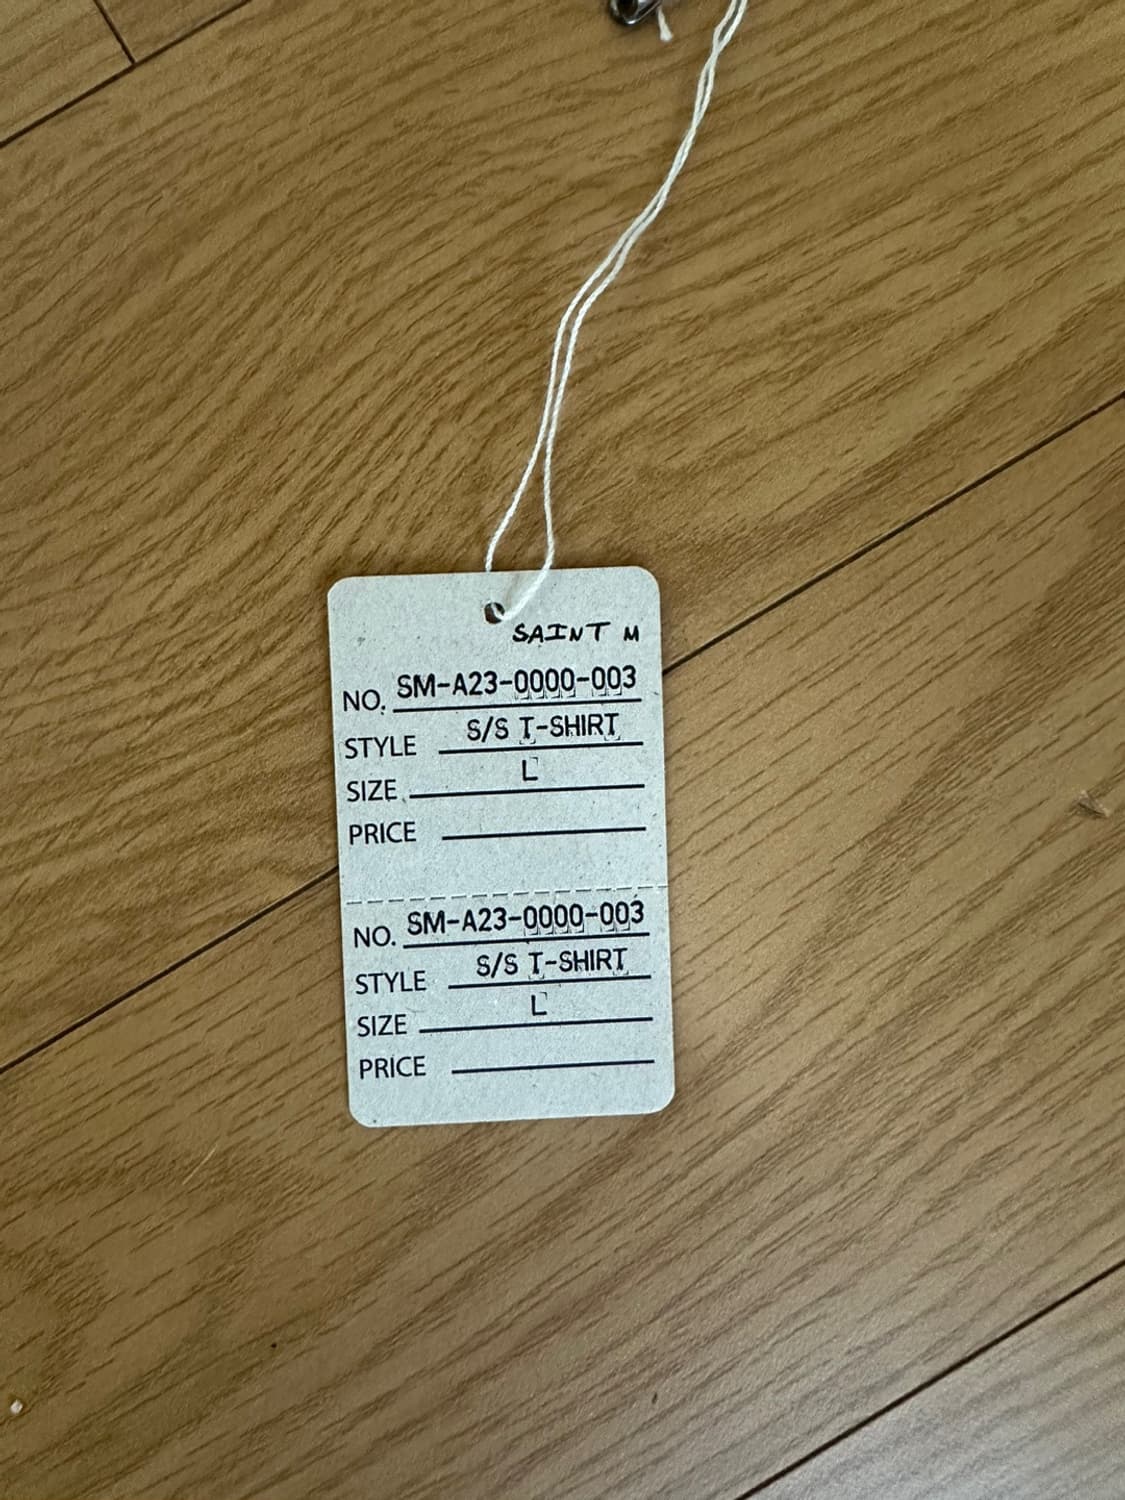 SAINT M
NO. SM-A23-0000-003
STYLE S/S T-SHIRT
SIZE L
PRICE
NO. SM-A23-0000-003
STYLE S/S T-SHIRT
SIZE L
PRICE